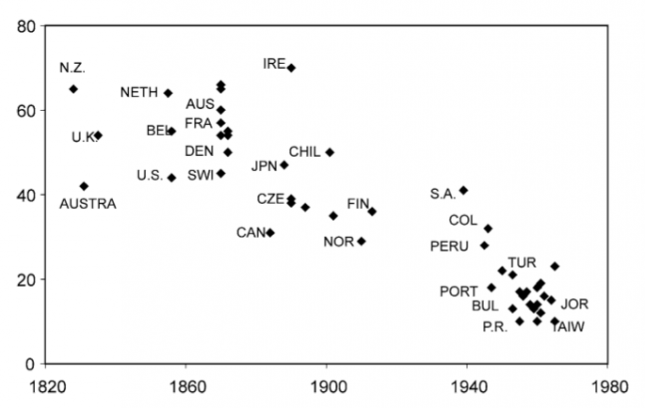 80
IRE
N.Z.
NETH
60
AUS
FRA
U.K.
BEL
DEN
CHIL
JPN
U.S.
SWI
40
S.A.
CZE
FIN
AUSTRA
COL
CAN
NOR
PERU
TUR
20
PORT
BUL
JOR
P.R.
TAIW
0
1820
1860
1900
1940
1980